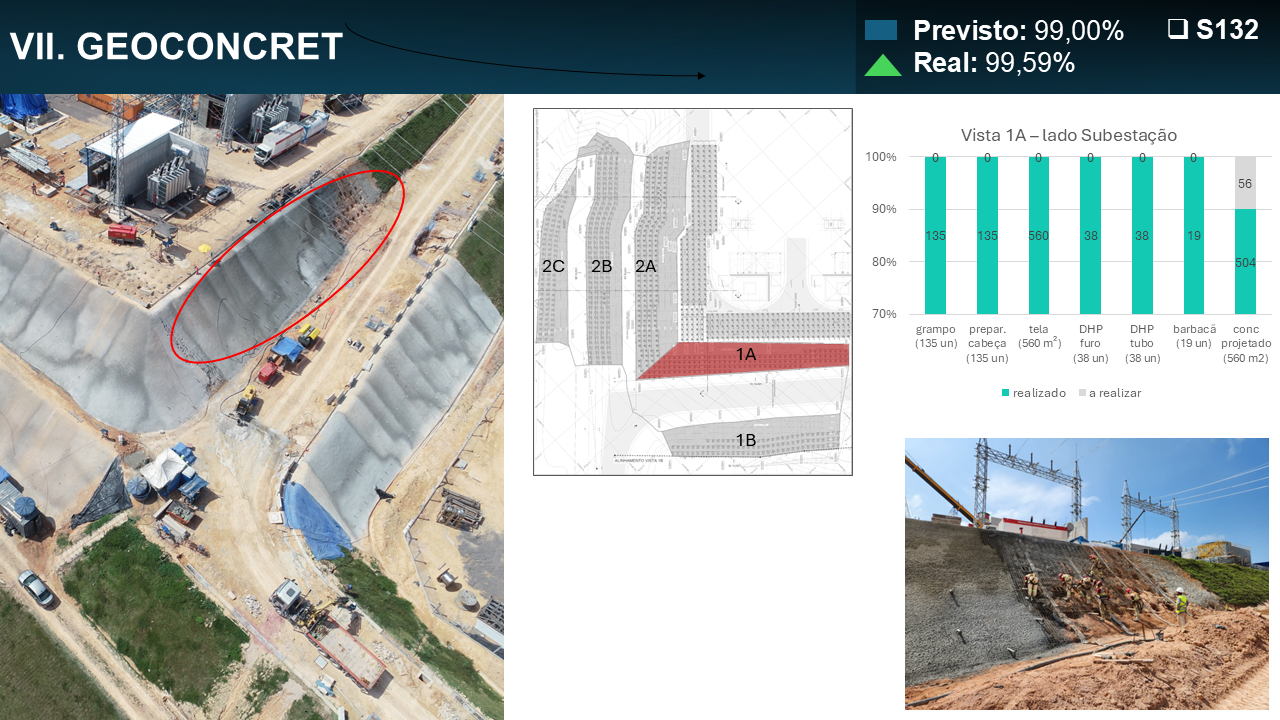 VII. GEOCONCRET
Previsto: 99,00%
Real: 99,59%
❑ S132
2C
2B
2A
1A
1B
ALINHAMENTO VISTA 1B
Vista 1A – lado Subestação
100%
90%
80%
70%
0
0
0
0
0
0
56
135
135
560
38
38
19
504
grampo
(135 un)
prepar.
cabeça
(135 un)
tela
(560 m²)
DHP
furo
(38 un)
DHP
tubo
(38 un)
barbacã
(19 un)
conc
projetado
(560 m2)
realizado
a realizar